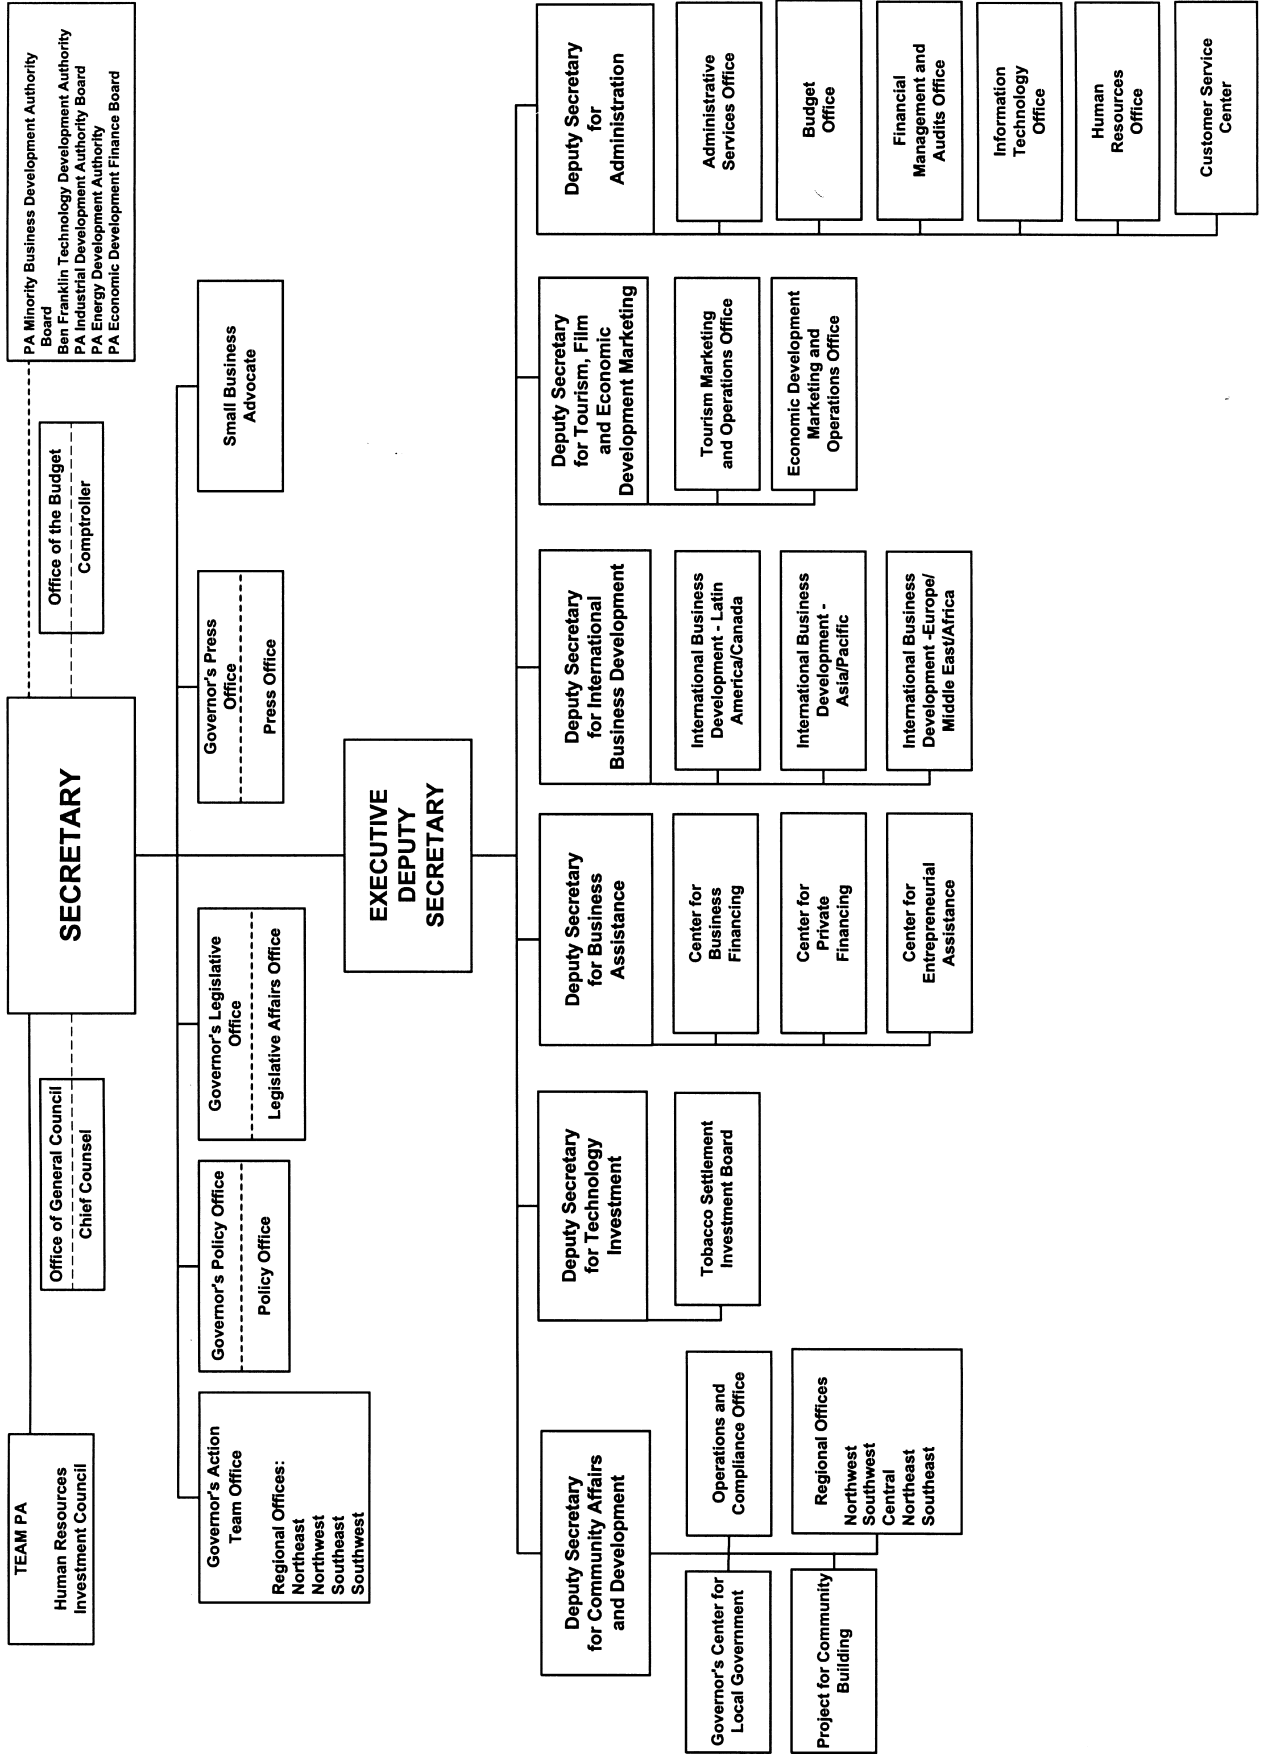 TEAM PA
Human Resources
Investment Council
Office of General Council
Chief Counsel
SECRETARY
Office of the Budget
Comptroller
PA Minority Business Development Authority
Board
Ben Franklin Technology Development Authority
PA Industrial Development Authority Board
PA Energy Development Authority
PA Economic Development Finance Board
Governor's Action
Team Office
Regional Offices:
Northeast
Northwest
Southeast
Southwest
Governor's Policy Office
Policy Office
Governor's Legislative
Office
Legislative Affairs Office
Governor's Press
Office
Press Office
Small Business
Advocate
EXECUTIVE
DEPUTY
SECRETARY
Deputy Secretary
for Community Affairs
and Development
Governor's Center for
Local Government
Operations and
Compliance Office
Project for Community
Building
Regional Offices
Northwest
Southwest
Central
Northeast
Southeast
Deputy Secretary
for Technology
Investment
Tobacco Settlement
Investment Board
Deputy Secretary
for Business
Assistance
Center for
Business
Financing
Center for
Private
Financing
Center for
Entrepreneurial
Assistance
Deputy Secretary
for International
Business Development
International Business
Development - Latin
America/Canada
International Business
Development -
Asia/Pacific
International Business
Development -Europe/
Middle East/Africa
Deputy Secretary
for Tourism, Film
and Economic
Development Marketing
Tourism Marketing
and Operations Office
Economic Development
Marketing and
Operations Office
Deputy Secretary
for
Administration
Administrative
Services Office
Budget
Office
Financial
Management and
Audits Office
Information
Technology
Office
Human
Resources
Office
Customer Service
Center